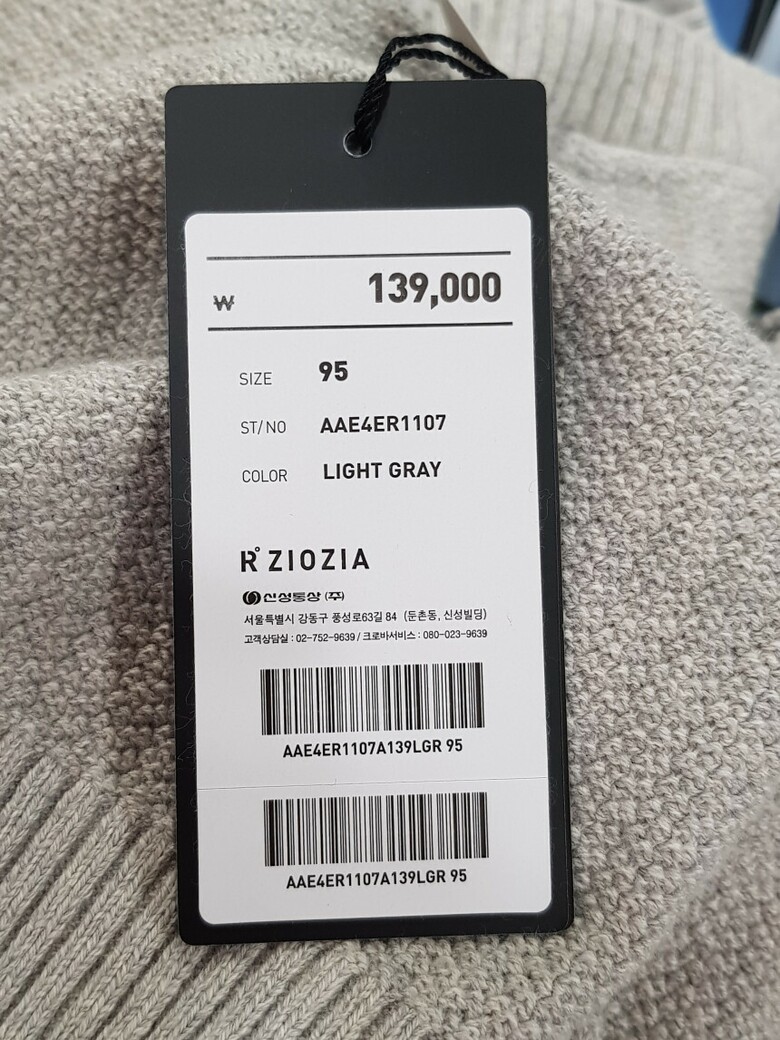 ₩ 139,000
SIZE 95
ST/NO AAE4ER1107
COLOR LIGHT GRAY
R° ZIOZIA
신성통상 (주)
서울특별시 강동구 풍성로63길 84 (둔촌동, 신성빌딩)
고객상담실 : 02-752-9639 / 크로바서비스 : 080-023-9639
AAE4ER1107A139LGR 95
AAE4ER1107A139LGR 95